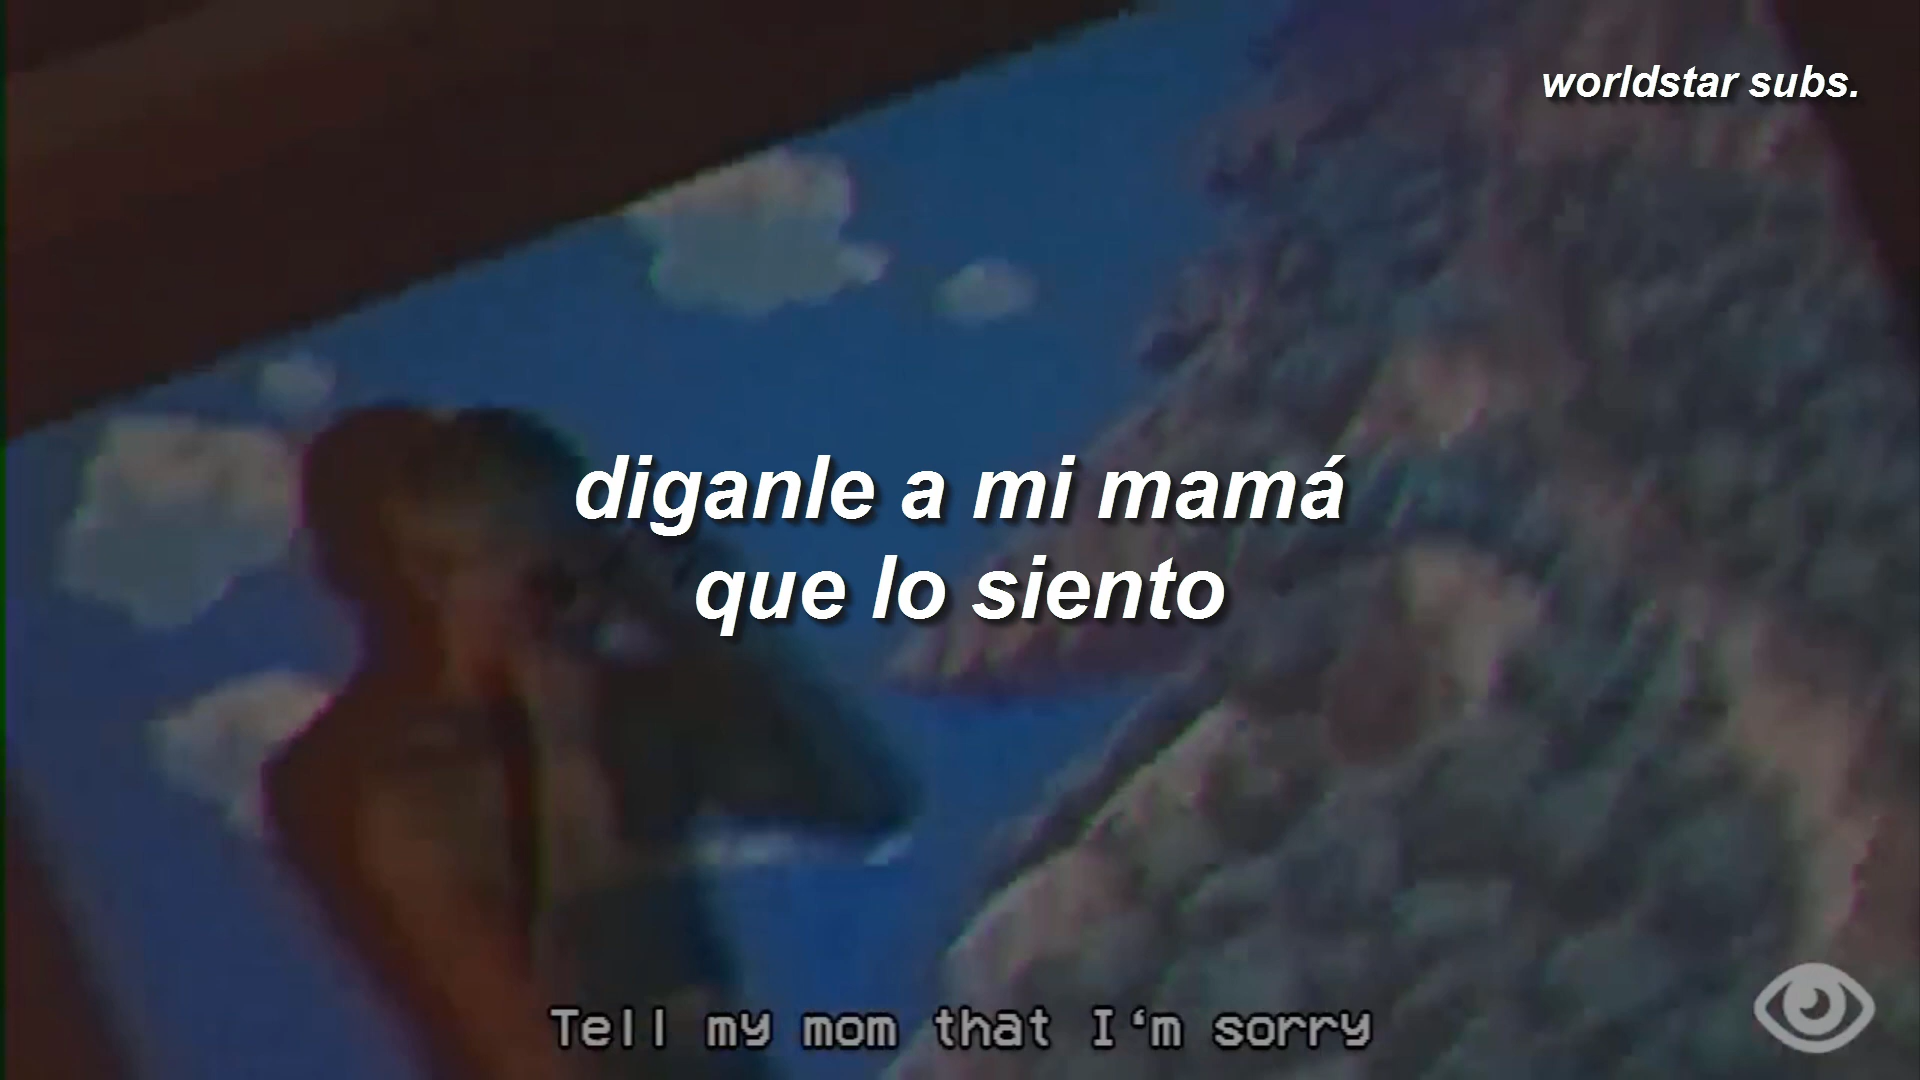 worldstar subs.
diganle a mi mamá
que lo siento
Tell my mom that I‘m sorry